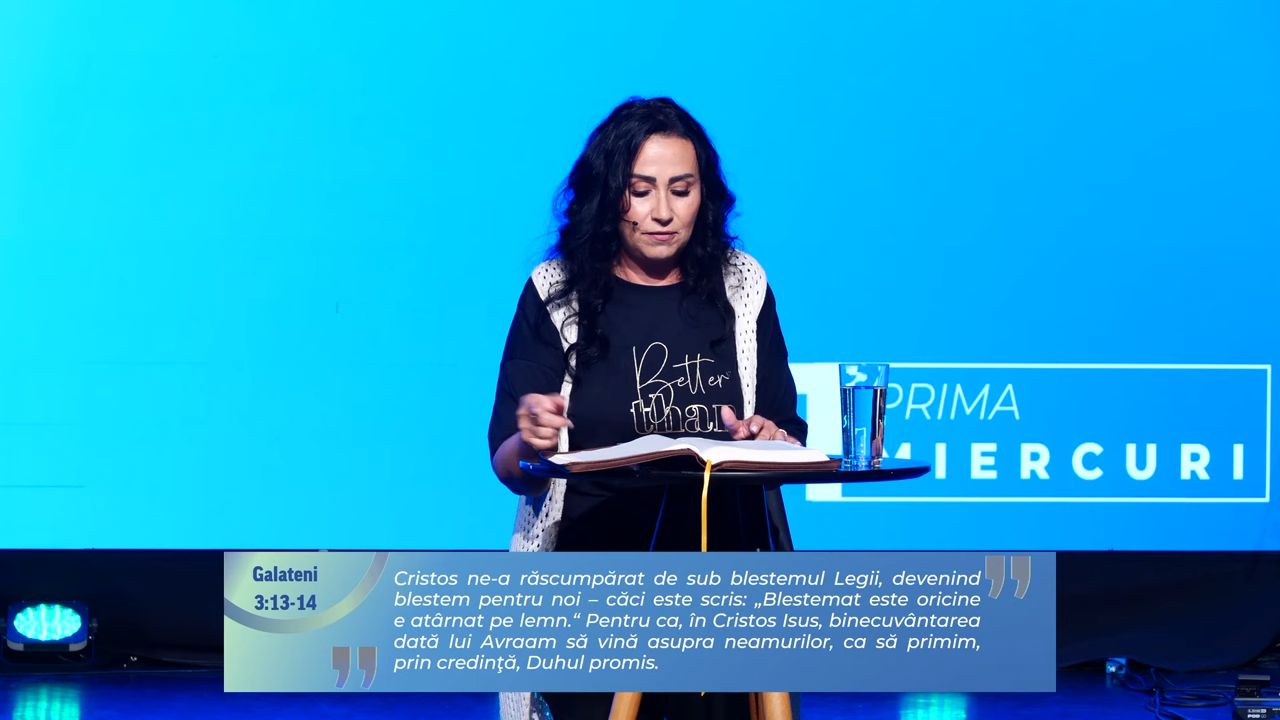 Better
than
PRIMA
MIERCURI
Galateni
3:13-14
Cristos ne-a răscumpărat de sub blestemul Legii, devenind
blestem pentru noi – căci este scris: „Blestemat este oricine
e atârnat pe lemn.“ Pentru ca, în Cristos Isus, binecuvântarea
dată lui Avraam să vină asupra neamurilor, ca să primim,
prin credinţă, Duhul promis.